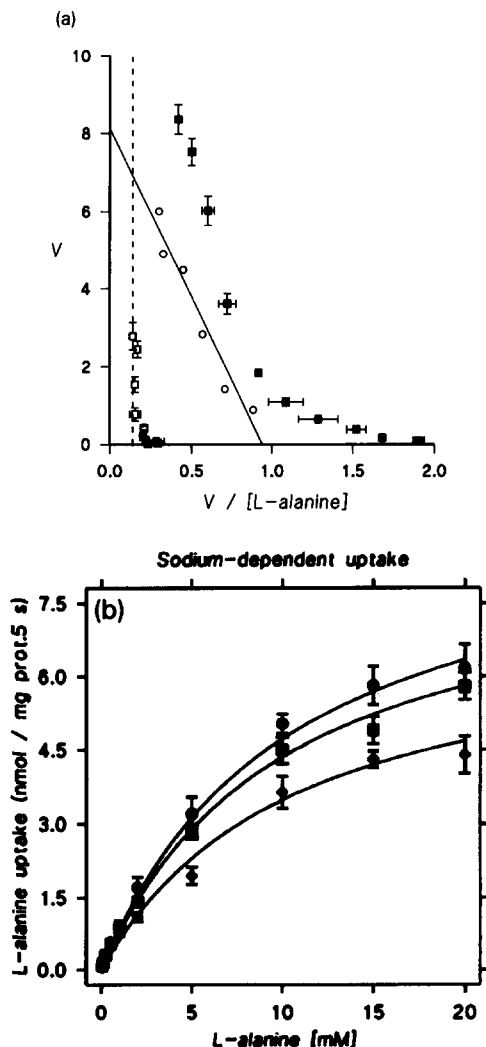 (a)
10
8
6
V
4
2
0
0.0 0.5 1.0 1.5 2.0
V / [L-alanine]
Sodium-dependent uptake
(b)
L-alanine uptake (nmol / mg prot.5 s)
7.5
6.0
4.5
3.0
1.5
0.0
0 5 10 15 20
L-alanine [mM]